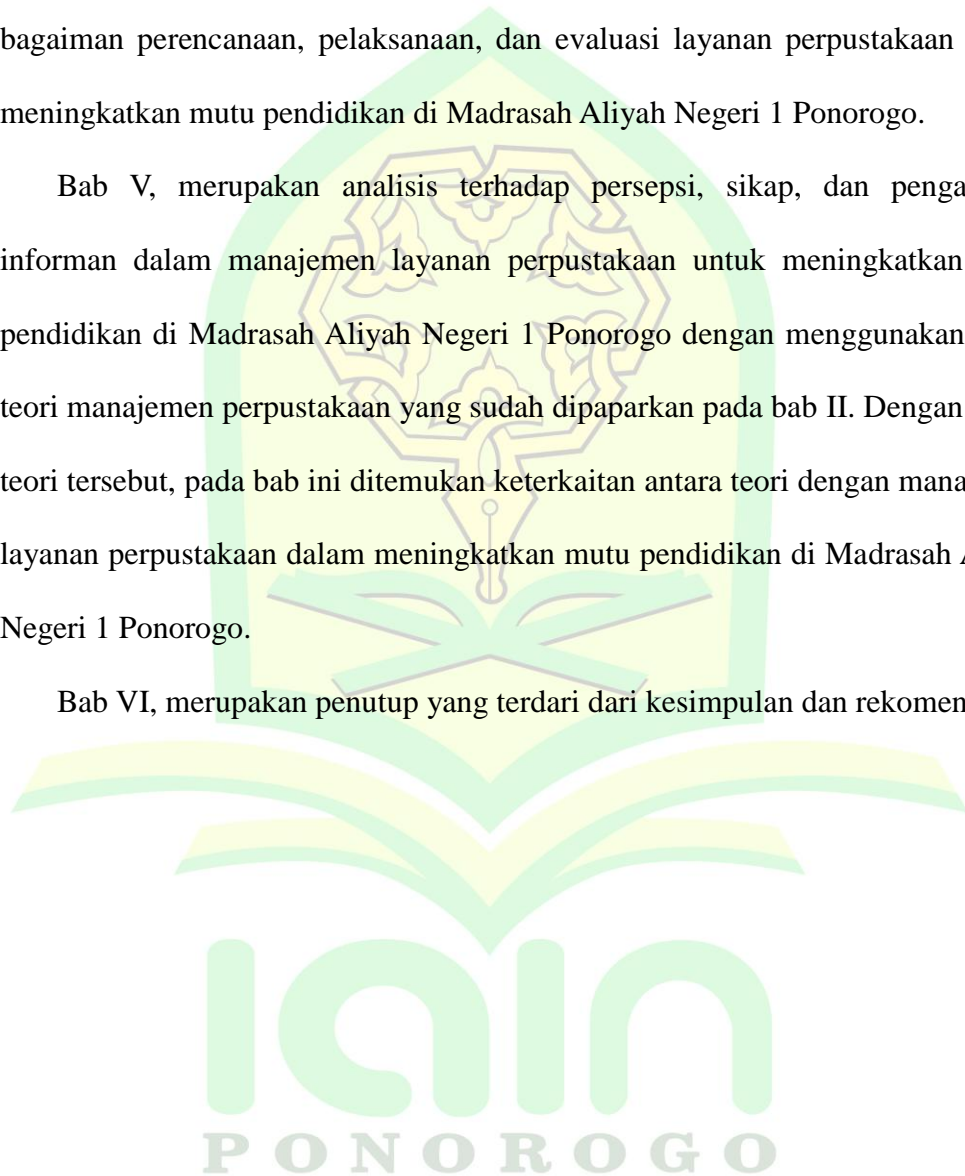 bagaiman perencanaan, pelaksanaan, dan evaluasi layanan perpustakaan
meningkatkan mutu pendidikan di Madrasah Aliyah Negeri 1 Ponorogo.
Bab V, merupakan analisis terhadap persepsi, sikap, dan penga
informan dalam manajemen layanan perpustakaan untuk meningkatkan
pendidikan di Madrasah Aliyah Negeri 1 Ponorogo dengan menggunakan
teori manajemen perpustakaan yang sudah dipaparkan pada bab II. Dengan
teori tersebut, pada bab ini ditemukan keterkaitan antara teori dengan mana
layanan perpustakaan dalam meningkatkan mutu pendidikan di Madrasah A
Negeri 1 Ponorogo.
Bab VI, merupakan penutup yang terdari dari kesimpulan dan rekomen
iain
PONOROGO